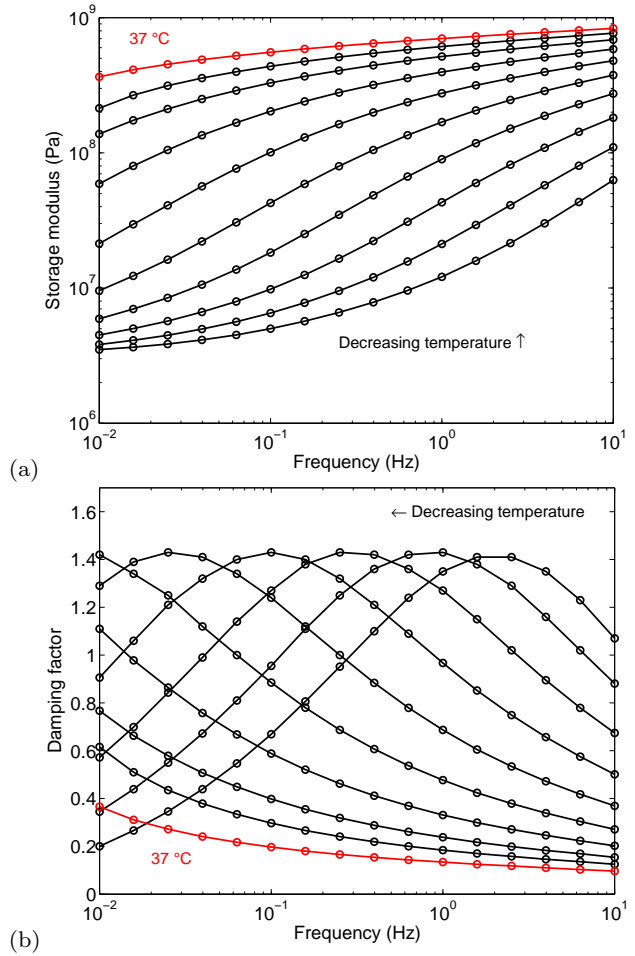 10^9
37 °C
10^8
Storage modulus (Pa)
10^7
Decreasing temperature ↑
10^6
10^-2
10^-1
10^0
10^1
Frequency (Hz)
(a)
1.6
← Decreasing temperature
1.4
1.2
1
Damping factor
0.8
0.6
0.4
37 °C
0.2
0
10^-2
10^-1
10^0
10^1
Frequency (Hz)
(b)